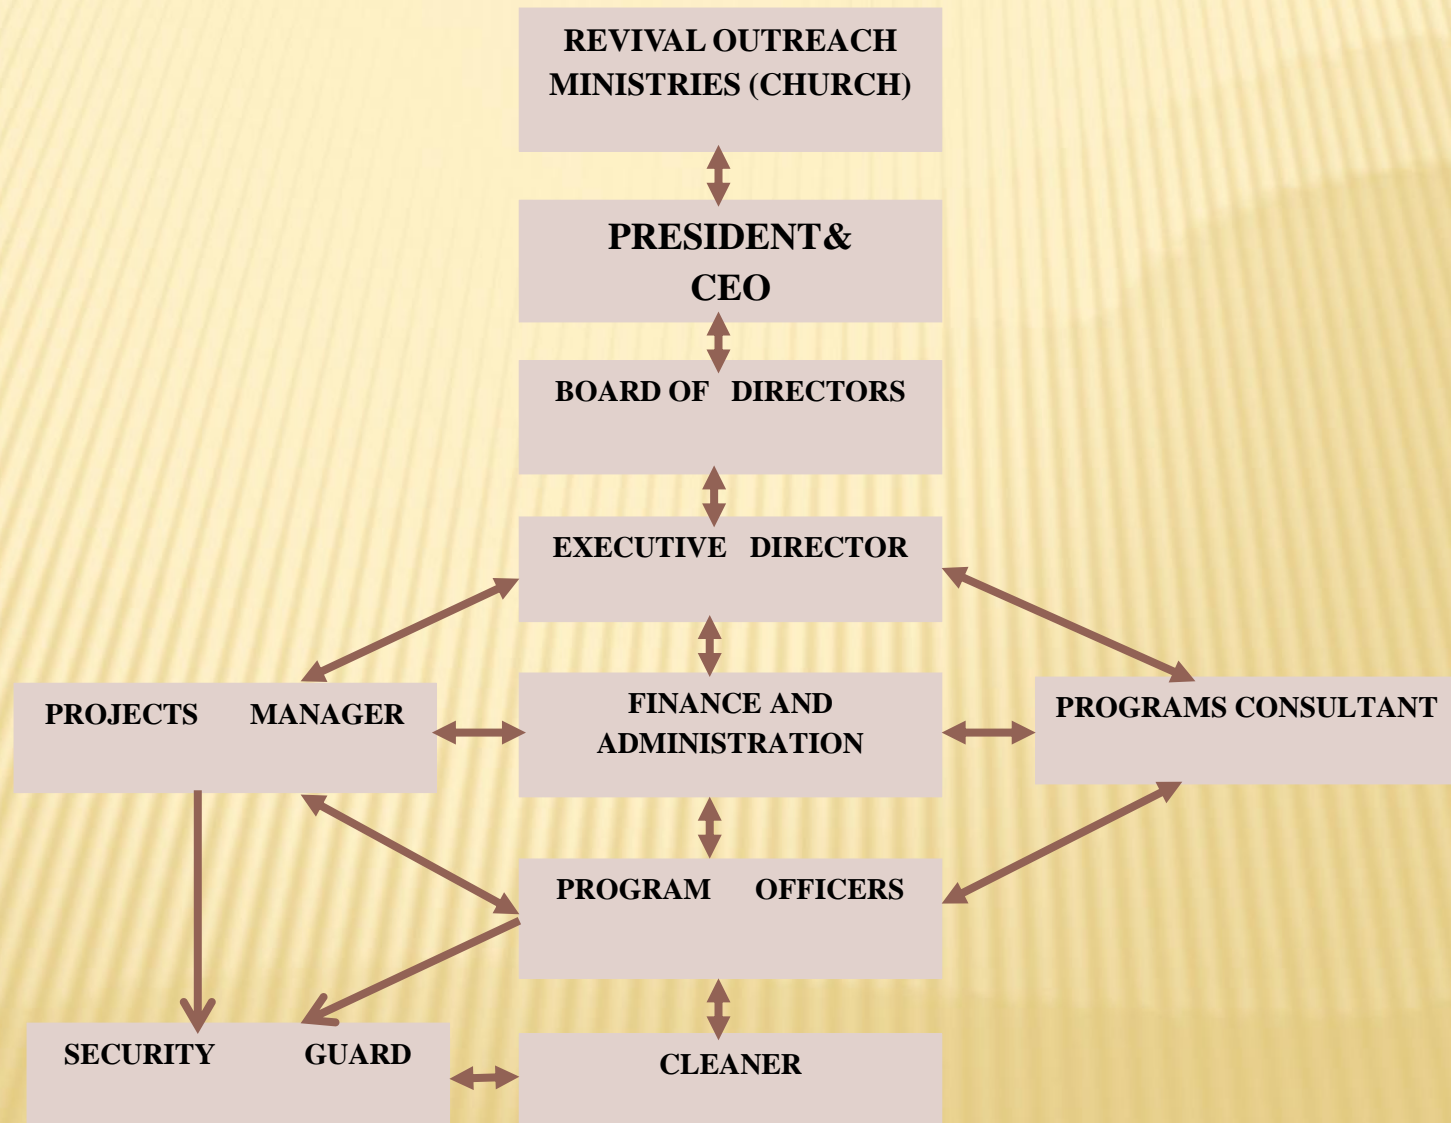 REVIVAL OUTREACH
MINISTRIES (CHURCH)
PRESIDENT&
CEO
BOARD OF DIRECTORS
EXECUTIVE DIRECTOR
PROJECTS MANAGER
FINANCE AND
ADMINISTRATION
PROGRAMS CONSULTANT
PROGRAM OFFICERS
SECURITY GUARD
CLEANER